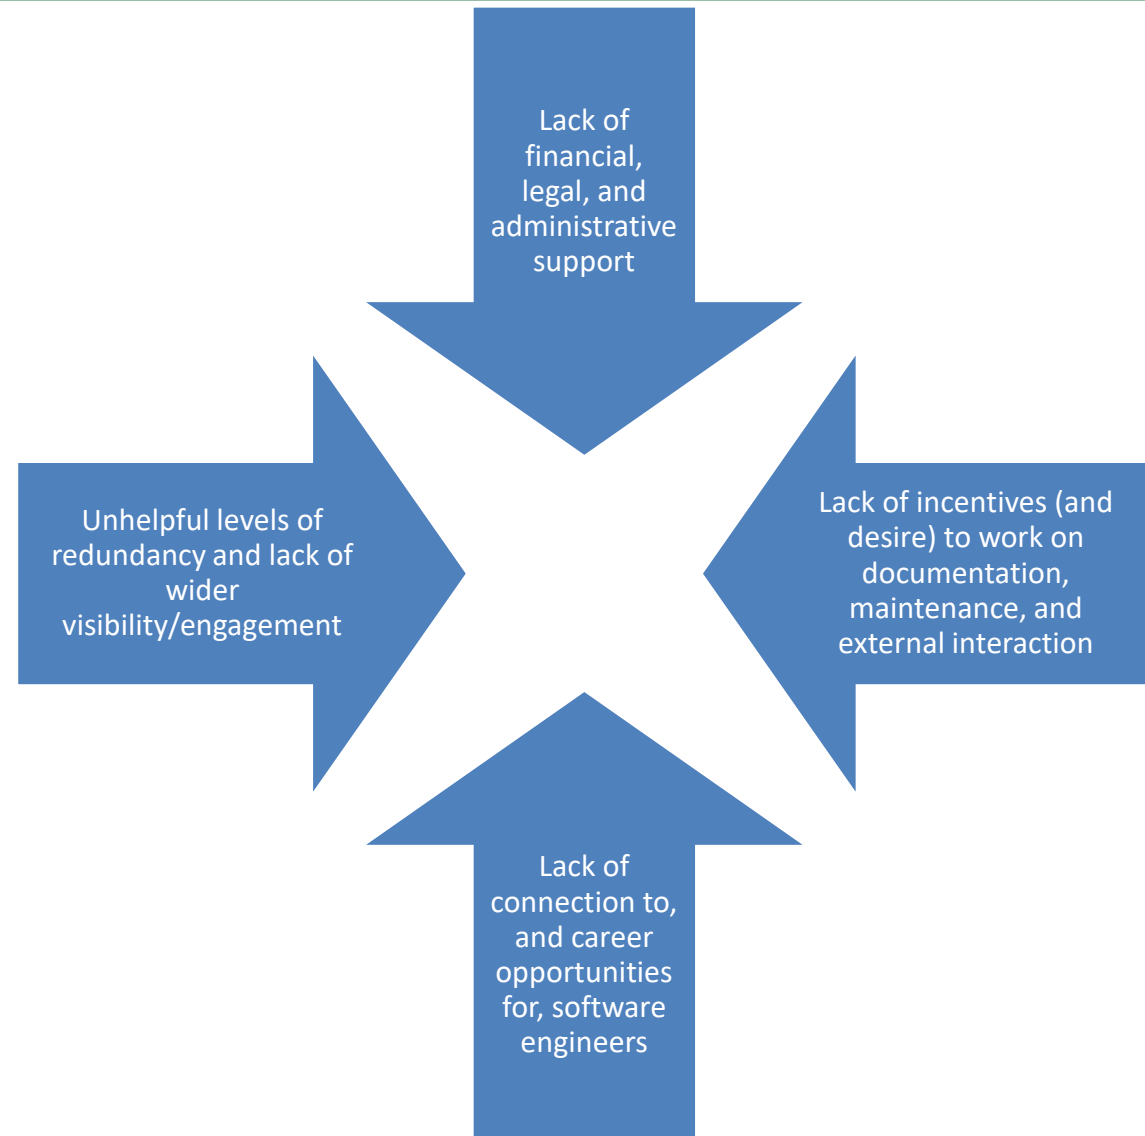 Lack of
financial,
legal, and
administrative
support
Unhelpful levels of
redundancy and lack of
wider
visibility/engagement
Lack of incentives (and
desire) to work on
documentation,
maintenance, and
external interaction
Lack of
connection to,
and career
opportunities
for, software
engineers